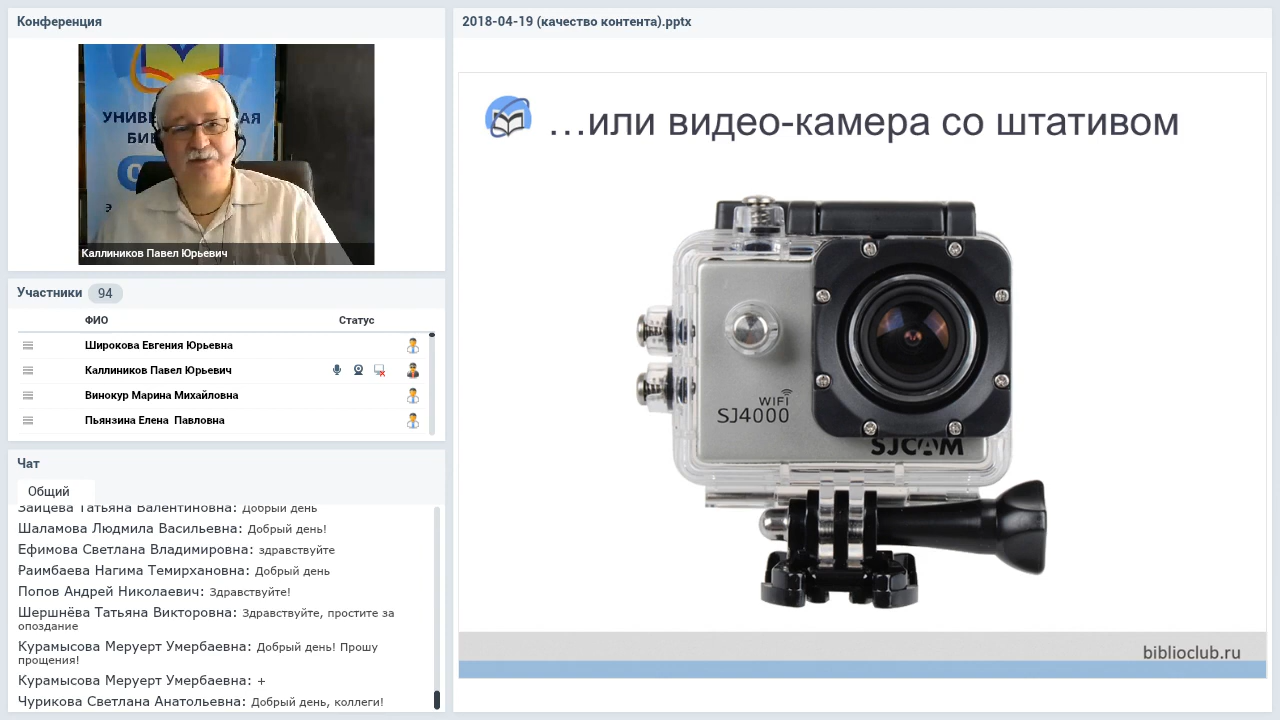 Конференция
УНИВЕ
АЯ
БИБ
Каллиников Павел Юрьевич
Участники 94
ФИО Статус
Широкова Евгения Юрьевна
Каллиников Павел Юрьевич
Винокур Марина Михайловна
Пьянзина Елена Павловна
Чат
Общий
Зайцева Татьяна Валентиновна: Добрый день
Шаламова Людмила Васильевна: Добрый день!
Ефимова Светлана Владимировна: здравствуйте
Раимбаева Нагима Темирхановна: Добрый день
Попов Андрей Николаевич: Здравствуйте!
Шершнёва Татьяна Викторовна: Здравствуйте, простите за
опоздание
Курамысова Меруерт Умербаевна: Добрый день! Прошу
прощения!
Курамысова Меруерт Умербаевна: +
Чурикова Светлана Анатольевна: Добрый день, коллеги!
2018-04-19 (качество контента).pptx
...или видео-камера со штативом
WIFI
SJ4000
SJCAM
biblioclub.ru